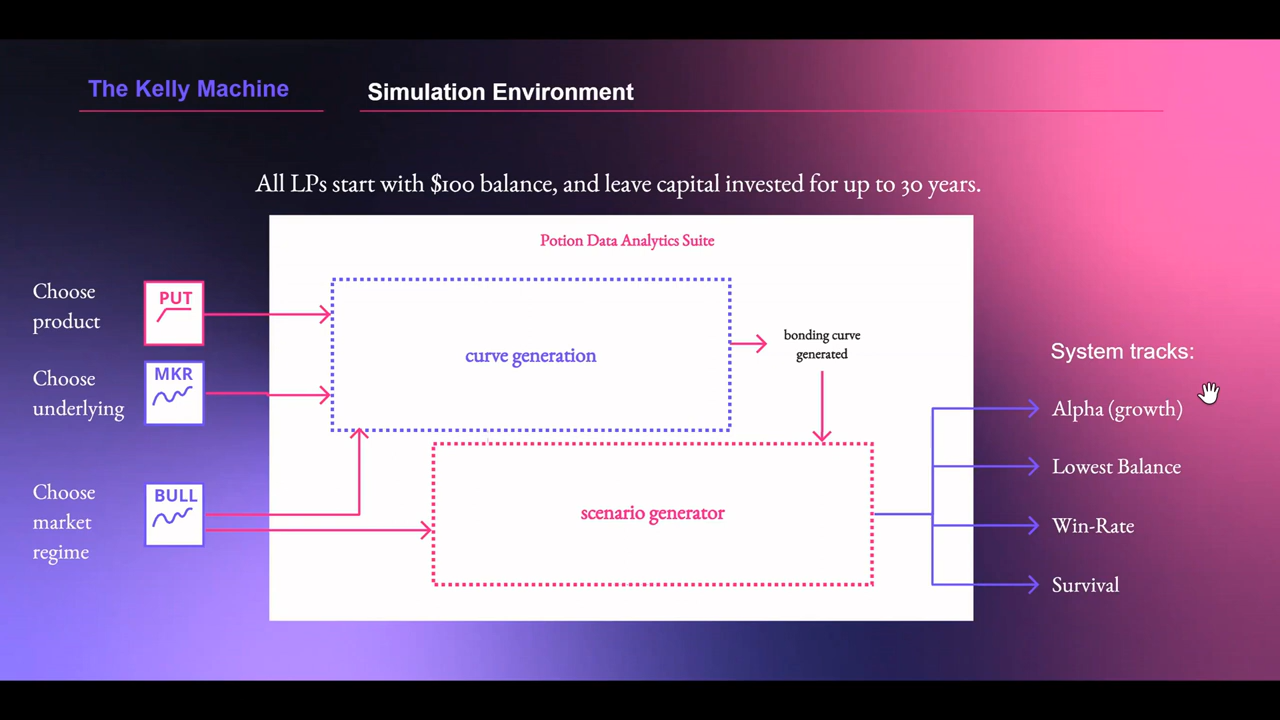 The Kelly Machine
Simulation Environment
All LPs start with $100 balance, and leave capital invested for up to 30 years.
Potion Data Analytics Suite
Choose
product
PUT
Choose
underlying
MKR
Choose
market
regime
BULL
curve generation
bonding curve
generated
scenario generator
System tracks:
Alpha (growth)
Lowest Balance
Win-Rate
Survival